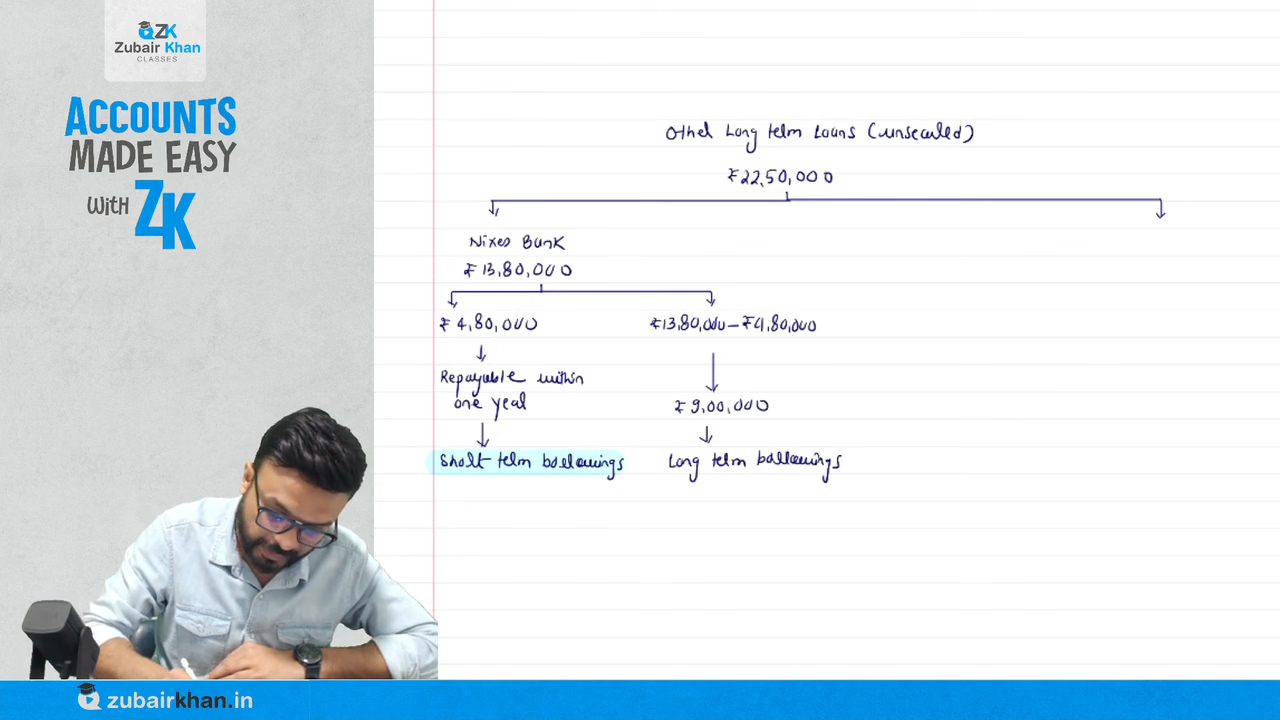 ZK
Zubair Khan
CLASSES
ACCOUNTS
MADE EASY
WITH ZK
Other Long term Loans (unsecured)
₹22,50,000
Nixes Bank
₹13,80,000
₹4,80,000
₹13,80,000-₹4,80,000
Repayable within
one year
₹9,00,000
Short term borrowings
Long term borrowings
zubairkhan.in